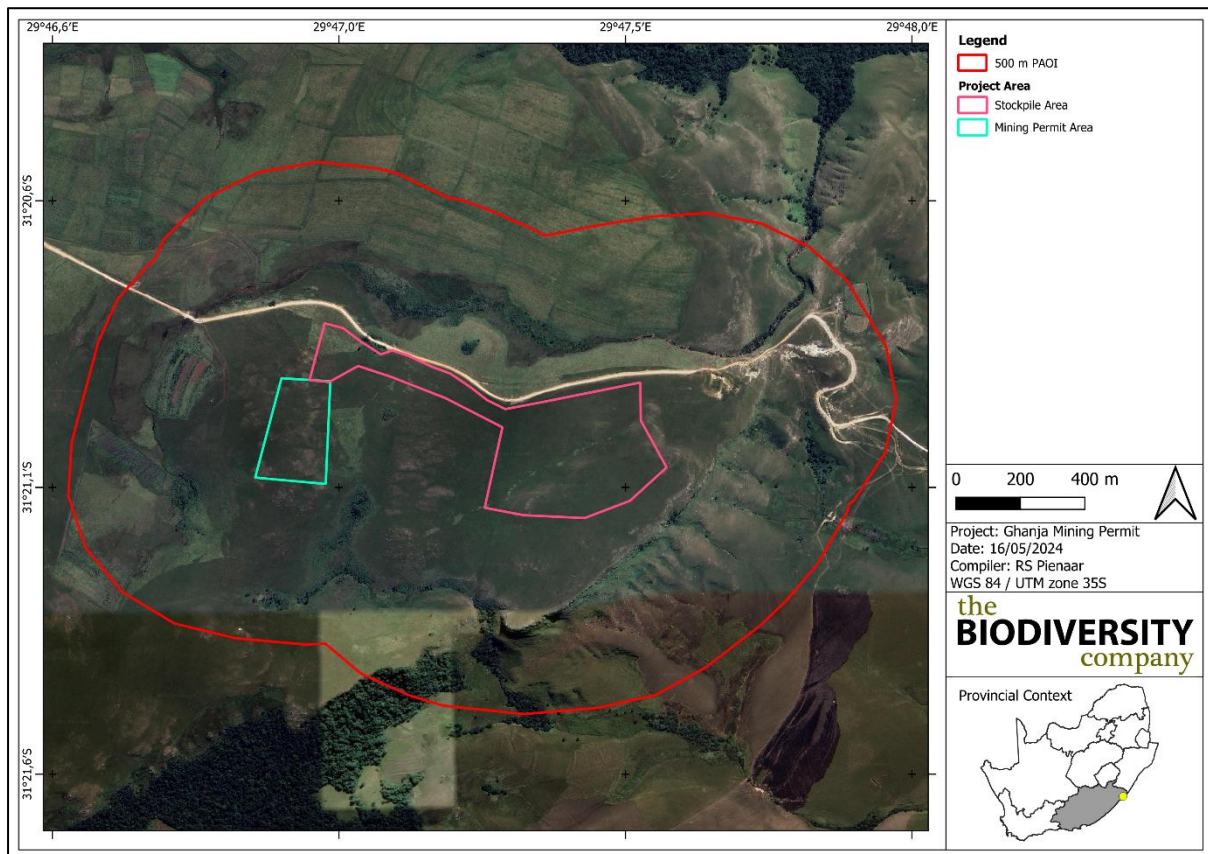 29°46,6'E 29°47,0'E 29°47,5'E 29°48,0'E
31°20,6'S
31°21,1'S
31°21,6'S
Legend
500 m PAOI
Project Area
Stockpile Area
Mining Permit Area
0 200 400 m
Project: Ghanja Mining Permit
Date: 16/05/2024
Compiler: RS Pienaar
WGS 84 / UTM zone 35S
the
BIODIVERSITY
company
Provincial Context